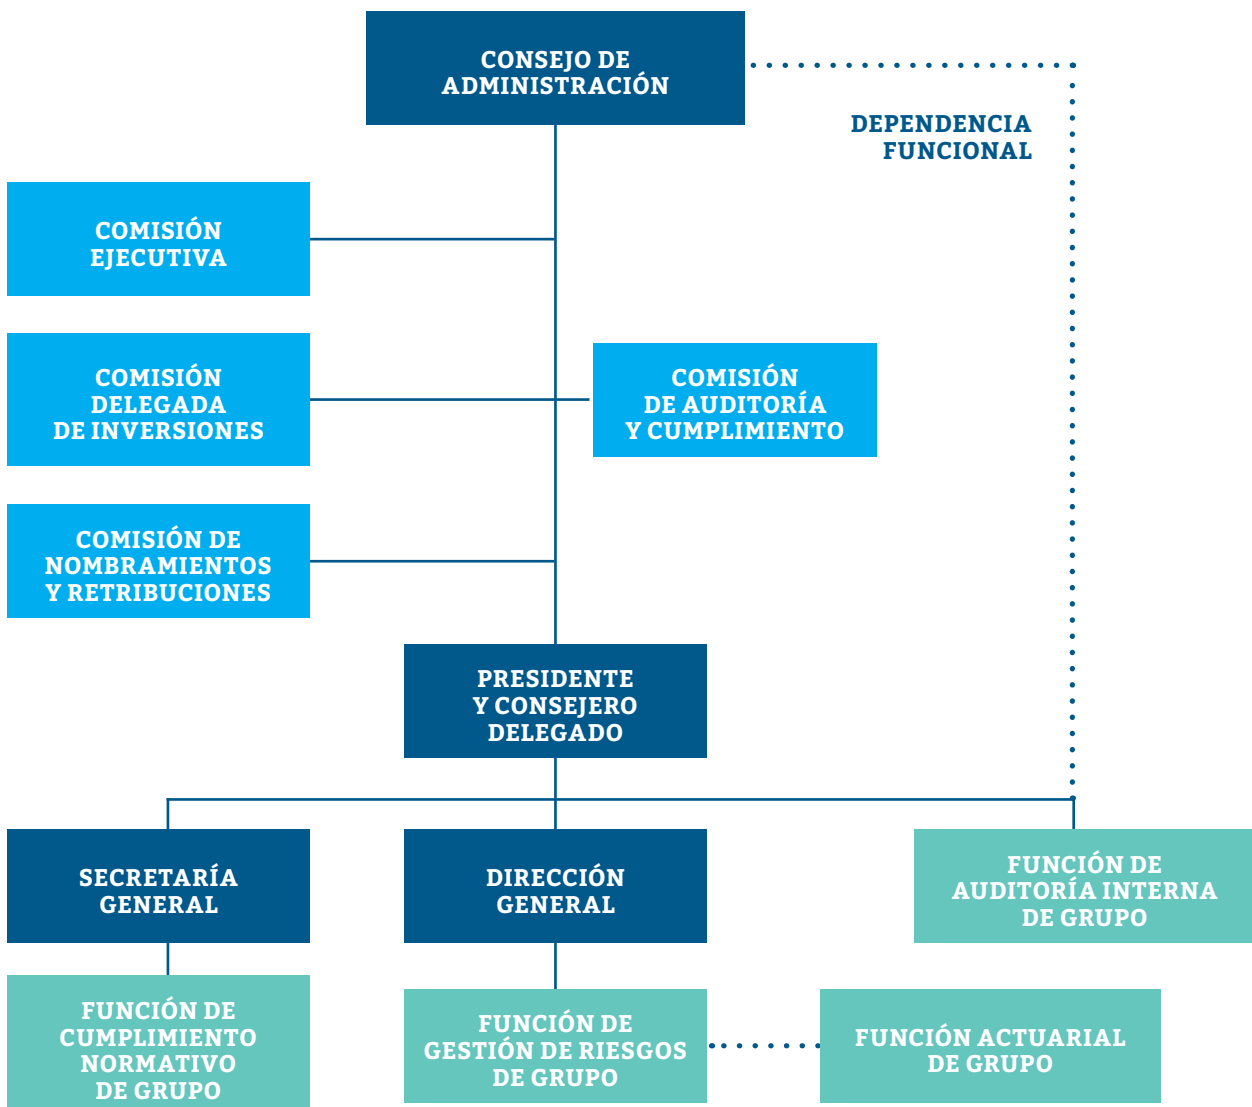 CONSEJO DE
ADMINISTRACIÓN
DEPENDENCIA
FUNCIONAL
COMISIÓN
EJECUTIVA
COMISIÓN
DELEGADA
DE INVERSIONES
COMISIÓN
DE AUDITORÍA
Y CUMPLIMIENTO
COMISIÓN DE
NOMBRAMIENTOS
Y RETRIBUCIONES
PRESIDENTE
Y CONSEJERO
DELEGADO
SECRETARÍA
GENERAL
DIRECCIÓN
GENERAL
FUNCIÓN DE
AUDITORÍA INTERNA
DE GRUPO
FUNCIÓN DE
CUMPLIMIENTO
NORMATIVO
DE GRUPO
FUNCIÓN DE
GESTIÓN DE RIESGOS
DE GRUPO
FUNCIÓN ACTUARIAL
DE GRUPO